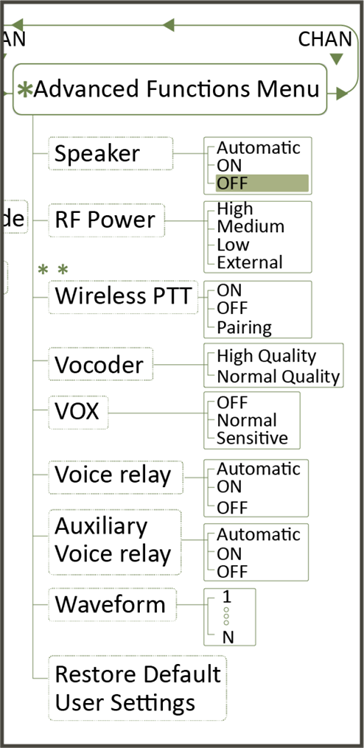 AN
CHAN
*Advanced Functions Menu
Speaker
Automatic
ON
OFF
de
RF Power
High
Medium
Low
External
* *
Wireless PTT
ON
OFF
Pairing
Vocoder
High Quality
Normal Quality
VOX
OFF
Normal
Sensitive
Voice relay
Automatic
ON
OFF
Auxiliary
Voice relay
Automatic
ON
OFF
Waveform
1
N
Restore Default
User Settings